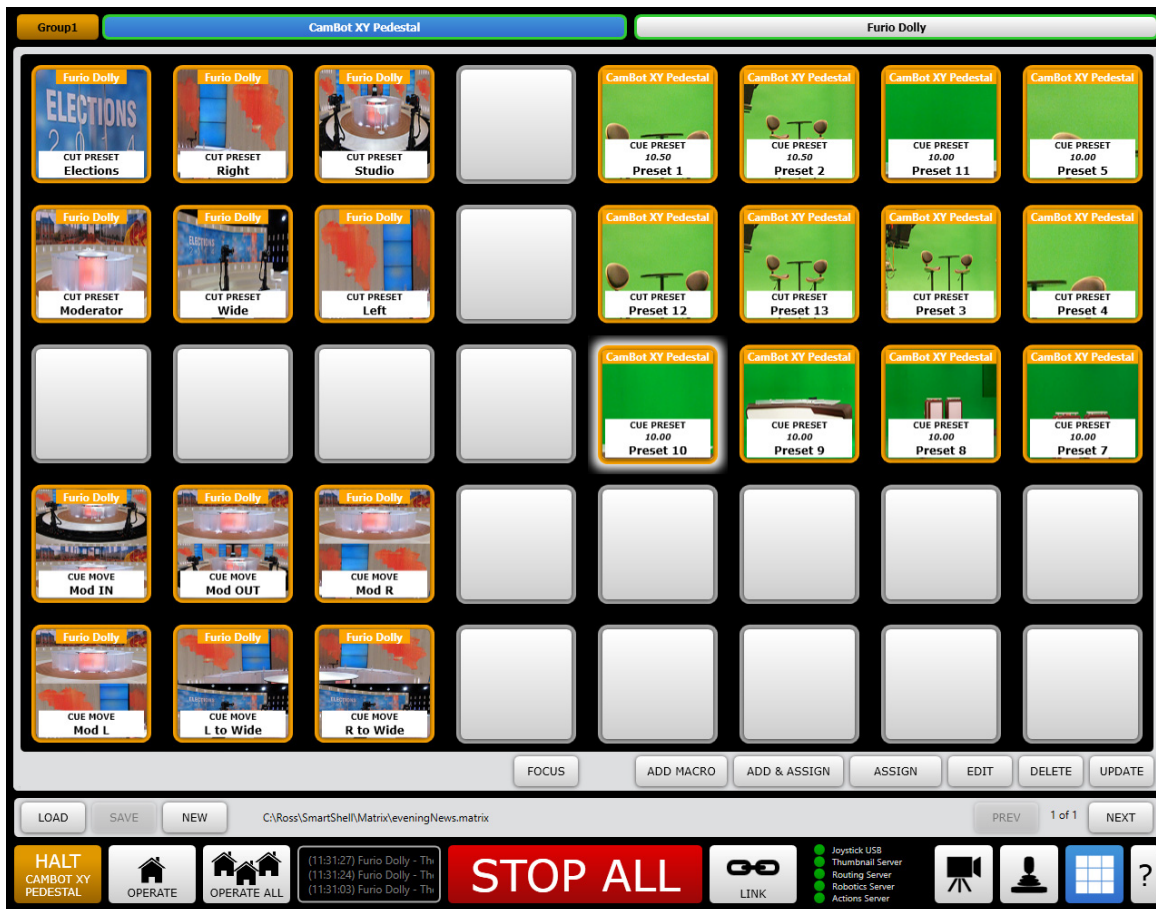 Group1
CamBot XY Pedestal
Furio Dolly
Furio Dolly
ELECTIONS
2014
CUT PRESET
Elections
Furio Dolly
CUT PRESET
Right
Furio Dolly
CUT PRESET
Studio
CamBot XY Pedestal
CUE PRESET
10.50
Preset 1
CamBot XY Pedestal
CUE PRESET
10.50
Preset 2
CamBot XY Pedestal
CUE PRESET
10.00
Preset 11
CamBot XY Pedestal
CUE PRESET
10.00
Preset 5
Furio Dolly
CUT PRESET
Moderator
Furio Dolly
ELECTIONS
CUT PRESET
Wide
Furio Dolly
CUT PRESET
Left
CamBot XY Pedestal
CUT PRESET
Preset 12
CamBot XY Pedestal
CUT PRESET
Preset 13
CamBot XY Pedestal
CUT PRESET
Preset 3
CamBot XY Pedestal
CUT PRESET
Preset 4
CamBot XY Pedestal
CUE PRESET
10.00
Preset 10
CamBot XY Pedestal
CUE PRESET
10.00
Preset 9
CamBot XY Pedestal
CUE PRESET
10.00
Preset 8
CamBot XY Pedestal
CUE PRESET
10.00
Preset 7
Furio Dolly
CUE MOVE
Mod IN
Furio Dolly
CUE MOVE
Mod OUT
Furio Dolly
CUE MOVE
Mod R
Furio Dolly
CUE MOVE
Mod L
Furio Dolly
CUE MOVE
L to Wide
Furio Dolly
CUE MOVE
R to Wide
FOCUS
ADD MACRO
ADD & ASSIGN
ASSIGN
EDIT
DELETE
UPDATE
LOAD
SAVE
NEW
C:\Ross\SmartShell\Matrix\eveningNews.matrix
PREV
1 of 1
NEXT
HALT
CAMBOT XY
PEDESTAL
OPERATE
OPERATE ALL
(11:31:27) Furio Dolly - The
(11:31:24) Furio Dolly - The
(11:31:03) Furio Dolly - The
STOP ALL
LINK
Joystick USB
Thumbnail Server
Routing Server
Robotics Server
Actions Server
?